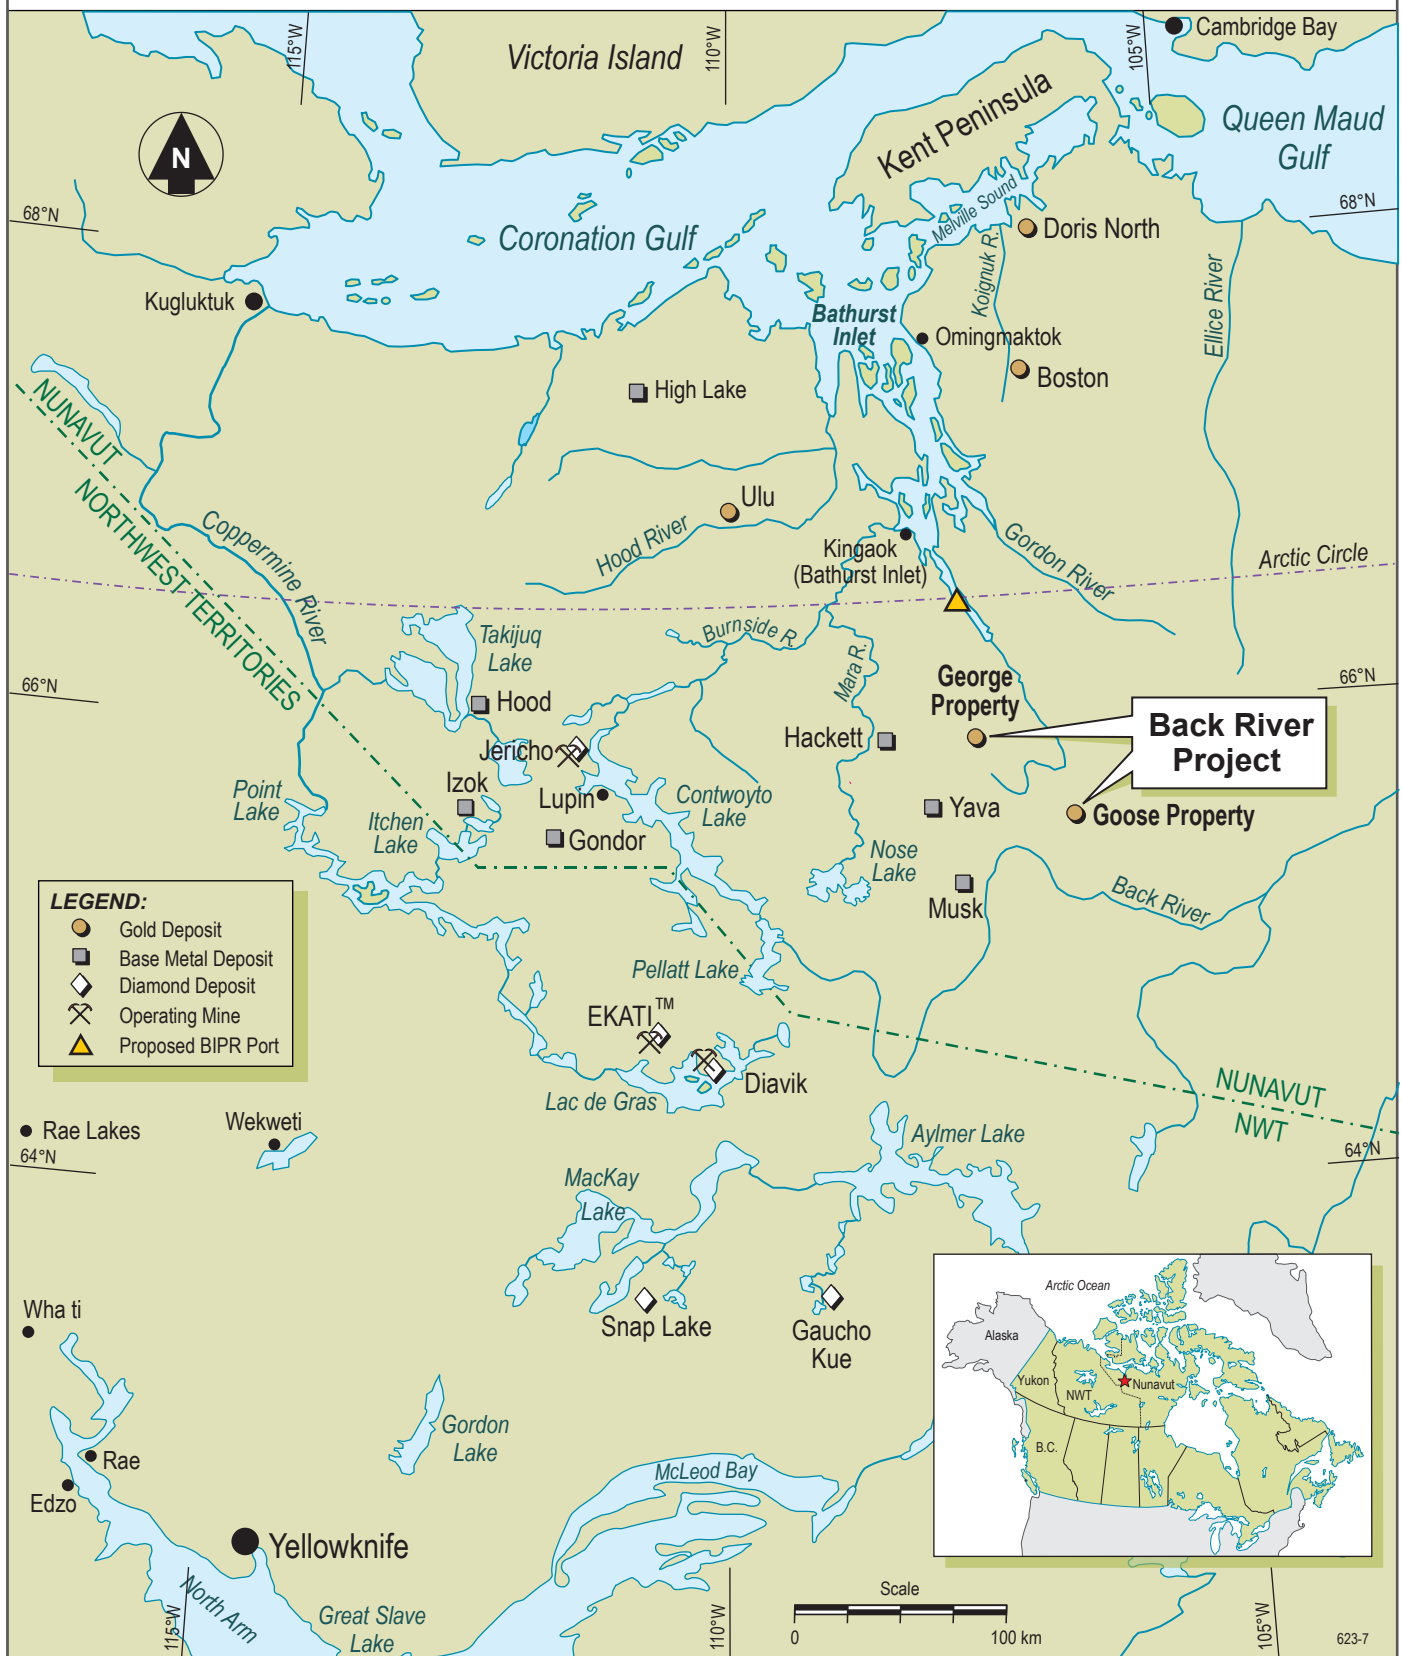 115°W
Victoria Island
110°W
105°W
Cambridge Bay
Queen Maud
Gulf
Kent Peninsula
N
68°N
68°N
Melville Sound
Doris North
Coronation Gulf
Koignuk R.
Ellice River
Kugluktuk
Bathurst
Inlet
Omingmaktok
Boston
High Lake
NUNAVUT
NORTHWEST TERRITORIES
Ulu
Coppermine River
Hood River
Kingaok
(Bathurst Inlet)
Gordon River
Arctic Circle
Takijuq
Lake
Burnside R.
Mara R.
66°N
66°N
George
Property
Hood
Back River
Project
Hackett
Jericho
Izok
Lupin
Point
Lake
Contwoyto
Lake
Yava
Goose Property
Itchen
Lake
Gondor
Nose
Lake
Musk
Back River
LEGEND:
Gold Deposit
Base Metal Deposit
Diamond Deposit
Operating Mine
Proposed BIPR Port
Pellatt Lake
EKATI™
Diavik
Lac de Gras
NUNAVUT
NWT
Rae Lakes
Wekweti
Aylmer Lake
64°N
64°N
MacKay
Lake
Wha ti
Snap Lake
Gaucho
Kue
Arctic Ocean
Alaska
Yukon
NWT
Nunavut
B.C.
Gordon
Lake
Rae
Edzo
McLeod Bay
Yellowknife
North Arm
Great Slave
Lake
115°W
110°W
105°W
Scale
0
100 km
623-7